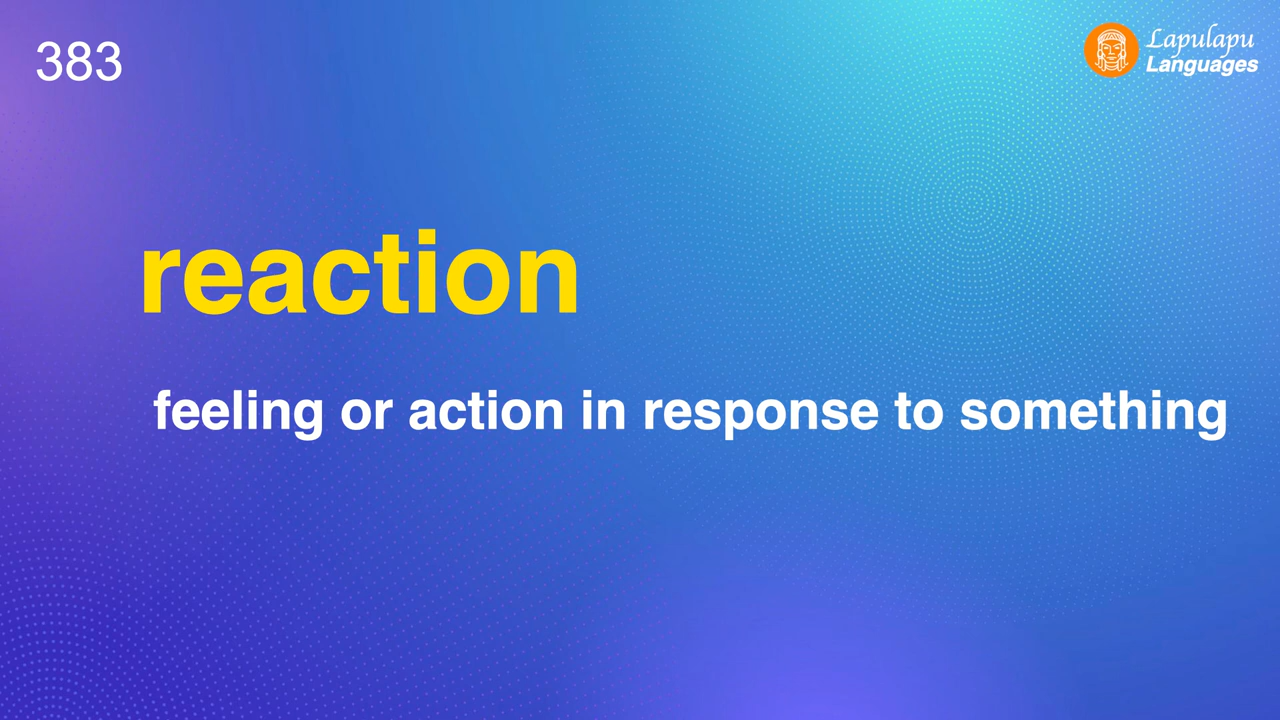 383
Lapulapu
Languages
reaction
feeling or action in response to something